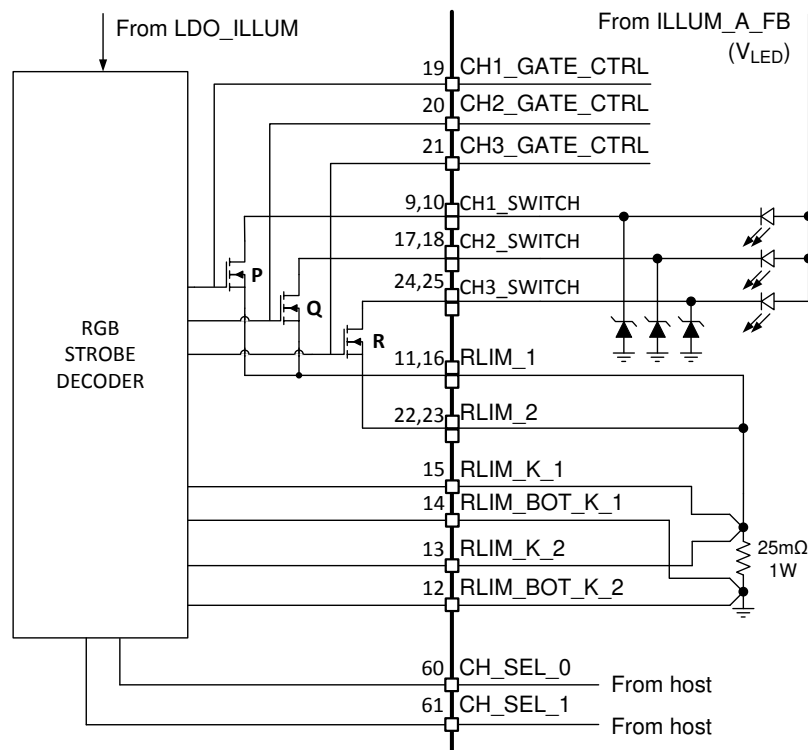 From LDO_ILLUM
From ILLUM_A_FB
(VLED)
19 CH1_GATE_CTRL
20 CH2_GATE_CTRL
21 CH3_GATE_CTRL
9,10 CH1_SWITCH
17,18 CH2_SWITCH
24,25 CH3_SWITCH
P
Q
R
RGB
STROBE
DECODER
11,16 RLIM_1
22,23 RLIM_2
15 RLIM_K_1
14 RLIM_BOT_K_1
13 RLIM_K_2
12 RLIM_BOT_K_2
25mΩ
1W
60 CH_SEL_0
From host
61 CH_SEL_1
From host